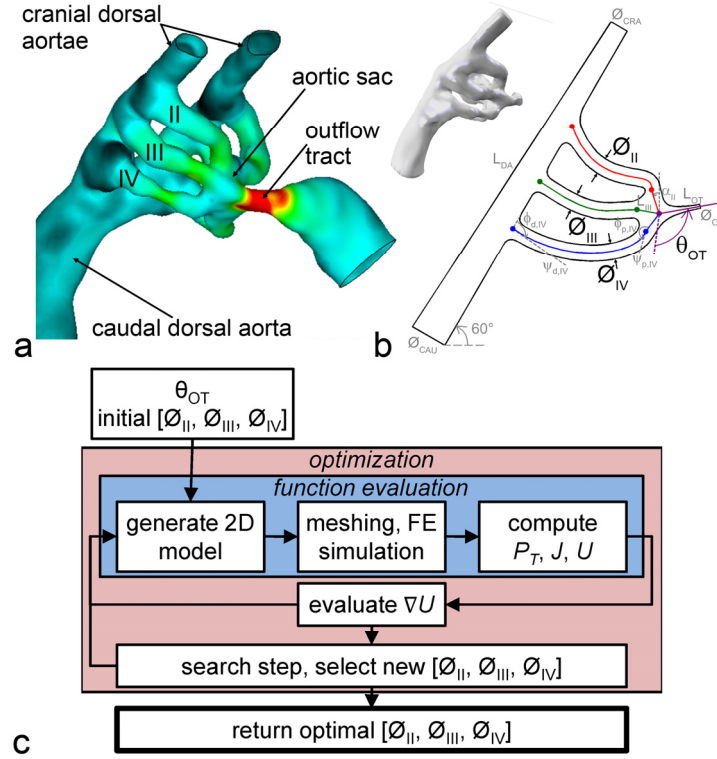 cranial dorsal
aortae
aortic sac
outflow
tract
II
III
IV
caudal dorsal aorta
a
Ø_CRA
L_DA
Ø_II
α_II
L_III
L_OT
Ø_III
ϕ_d,IV
ϕ_p,IV
θ_OT
ψ_d,IV
Ø_IV
ψ_p,IV
60°
Ø_CAU
b
θ_OT
initial [Ø_II, Ø_III, Ø_IV]
optimization
function evaluation
generate 2D
model
meshing, FE
simulation
compute
P_T, J, U
evaluate ∇U
search step, select new [Ø_II, Ø_III, Ø_IV]
return optimal [Ø_II, Ø_III, Ø_IV]
c